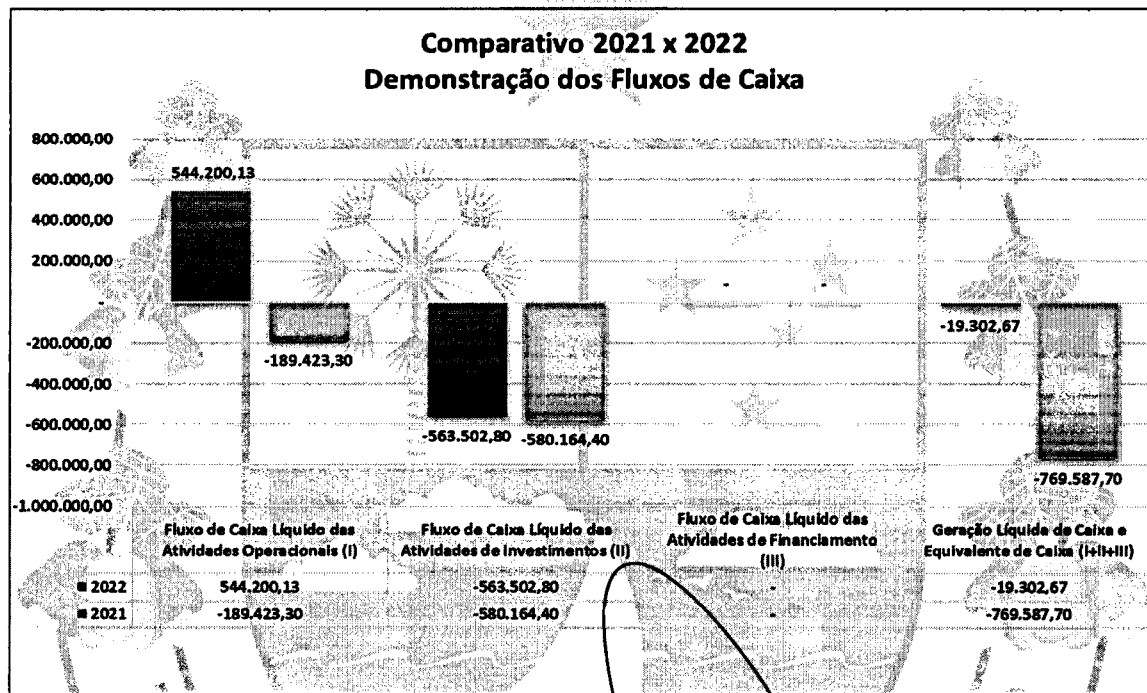 Comparativo 2021 x 2022
Demonstração dos Fluxos de Caixa
800.000,00
600.000,00
400.000,00
200.000,00
-
-200.000,00
-400.000,00
-600.000,00
-800.000,00
-1.000.000,00
544.200,13
-189.423,30
-563.502,80
-580.164,40
-
-
-19.302,67
-769.587,70
Fluxo de Caixa Líquido das Atividades Operacionais (I)
Fluxo de Caixa Líquido das Atividades de Investimentos (II)
Fluxo de Caixa Líquido das Atividades de Financiamento (III)
Geração Líquida de Caixa e Equivalente de Caixa (I+II+III)
2022 544.200,13 -563.502,80 - -19.302,67
2021 -189.423,30 -580.164,40 - -769.587,70